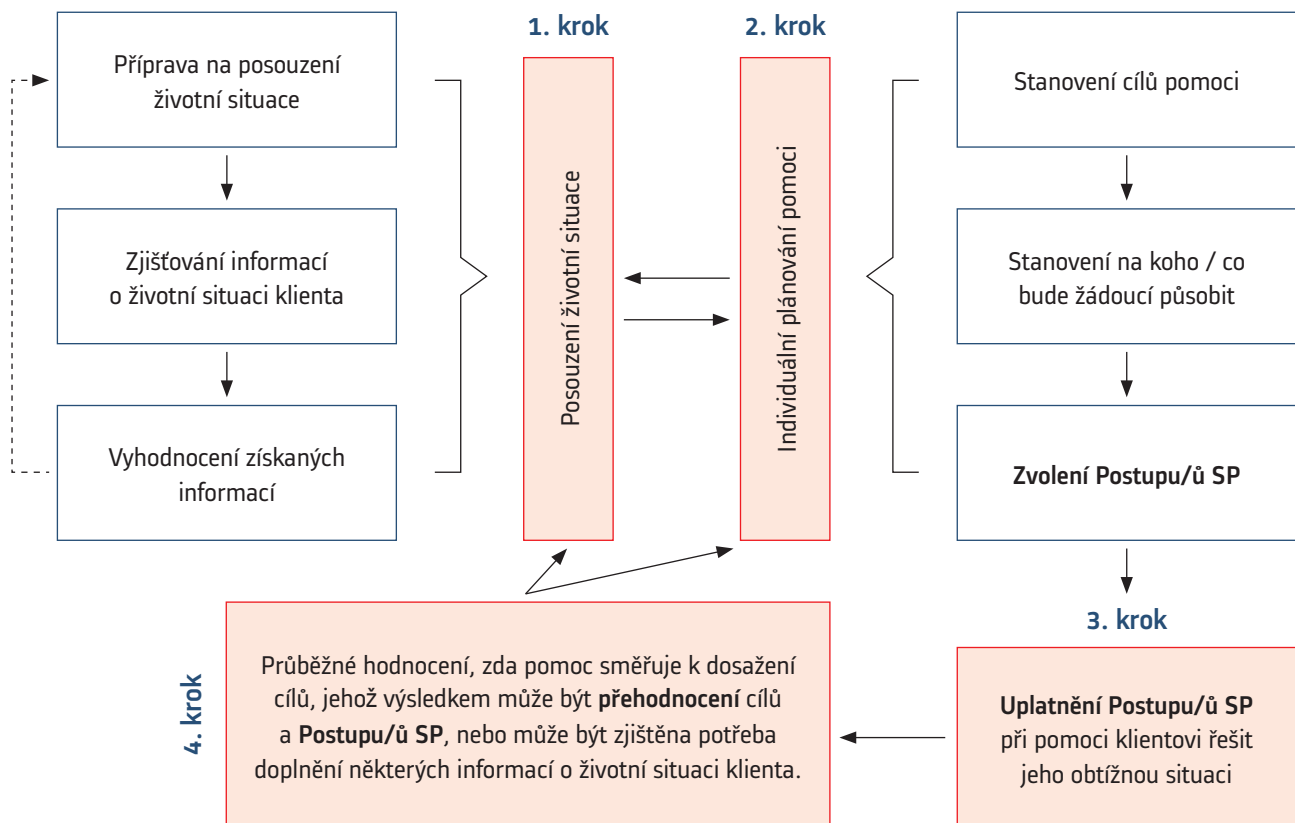 1. krok
2. krok
Příprava na posouzení
životní situace
Zjišťování informací
o životní situaci klienta
Vyhodnocení získaných
informací
Posouzení životní situace
Individuální plánování pomoci
Stanovení cílů pomoci
Stanovení na koho / co
bude žádoucí působit
Zvolení Postupu/ů SP
3. krok
Uplatnění Postupu/ů SP
při pomoci klientovi řešit
jeho obtížnou situaci
4. krok
Průběžné hodnocení, zda pomoc směřuje k dosažení
cílů, jehož výsledkem může být přehodnocení cílů
a Postupu/ů SP, nebo může být zjištěna potřeba
doplnění některých informací o životní situaci klienta.